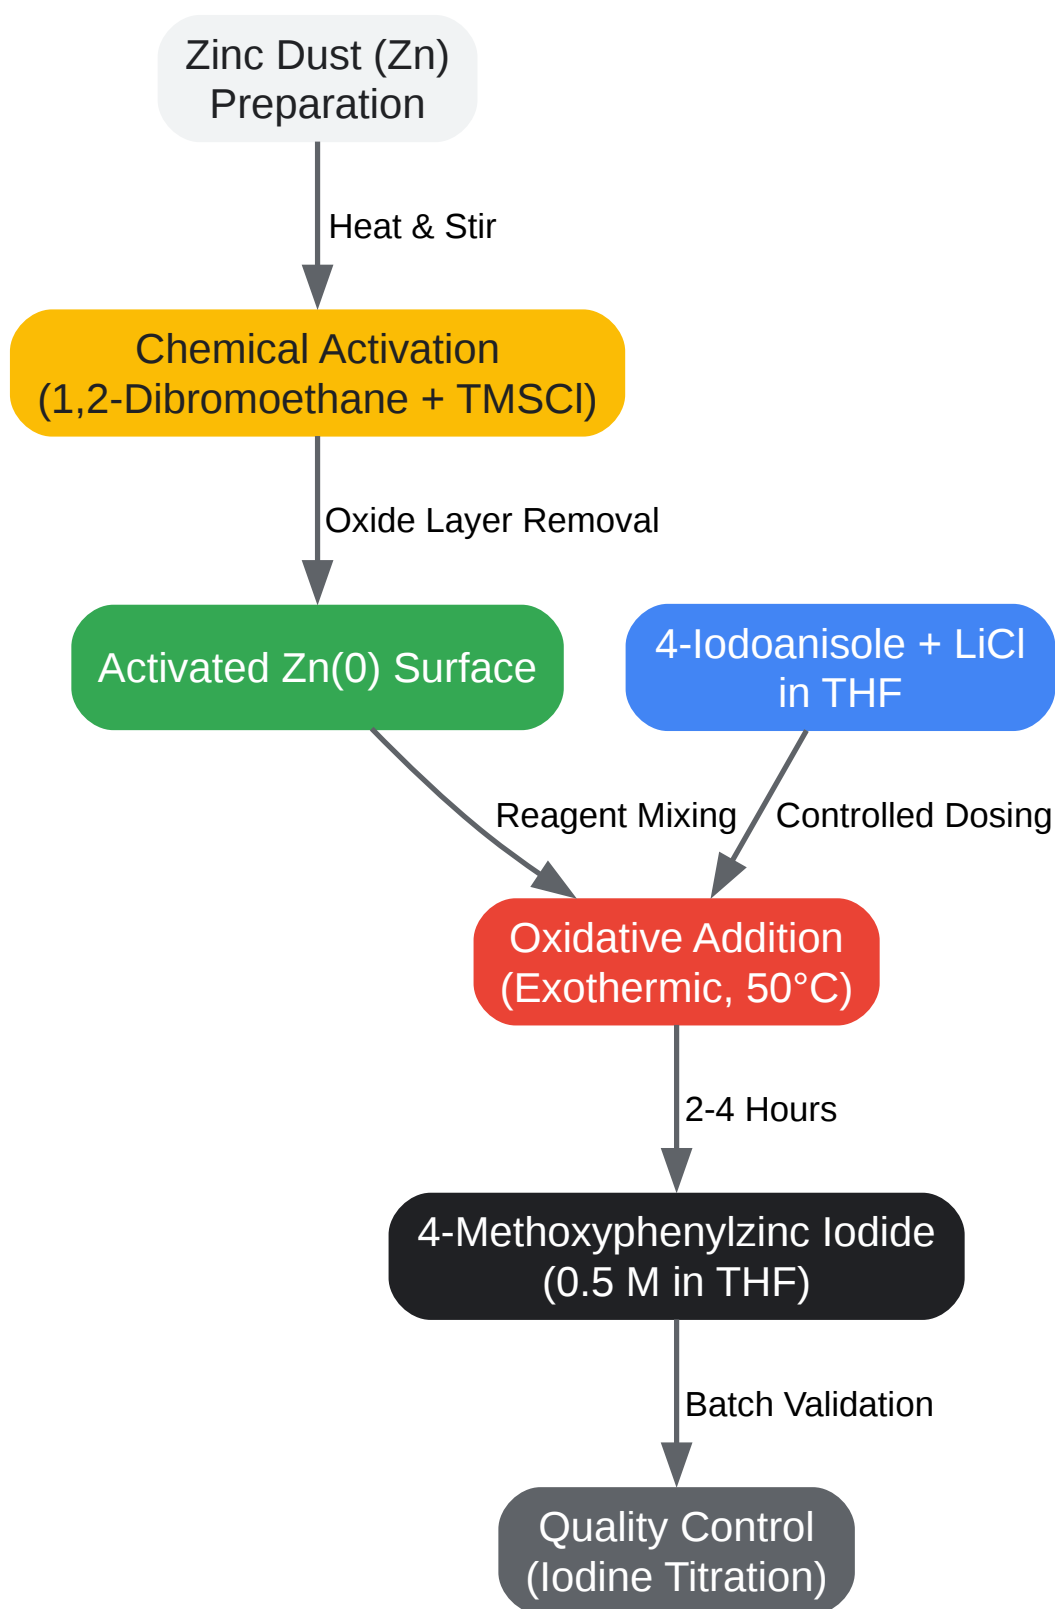 Zinc Dust (Zn)
Preparation
Heat & Stir
Chemical Activation
(1,2-Dibromoethane + TMSCl)
Oxide Layer Removal
Activated Zn(0) Surface
4-Iodoanisole + LiCl
in THF
Reagent Mixing
Controlled Dosing
Oxidative Addition
(Exothermic, 50°C)
2-4 Hours
4-Methoxyphenylzinc Iodide
(0.5 M in THF)
Batch Validation
Quality Control
(Iodine Titration)